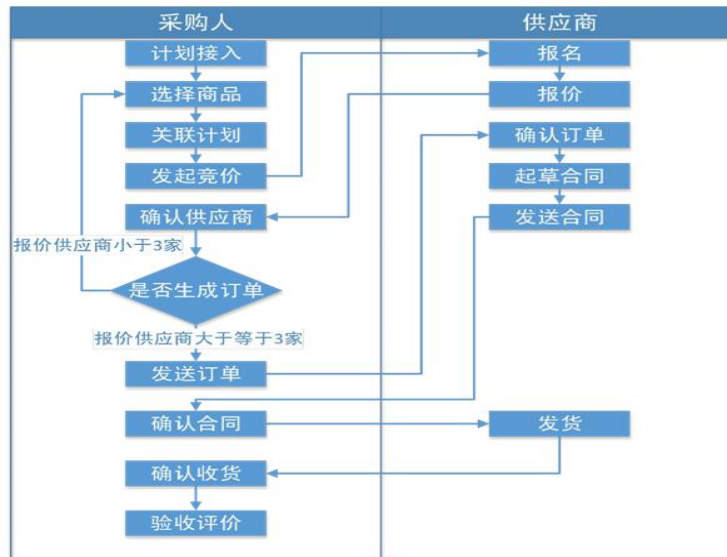 采购人
供应商
计划接入
报名
选择商品
报价
关联计划
确认订单
发起竞价
起草合同
确认供应商
发送合同
报价供应商小于3家
是否生成订单
报价供应商大于等于3家
发送订单
确认合同
发货
确认收货
验收评价